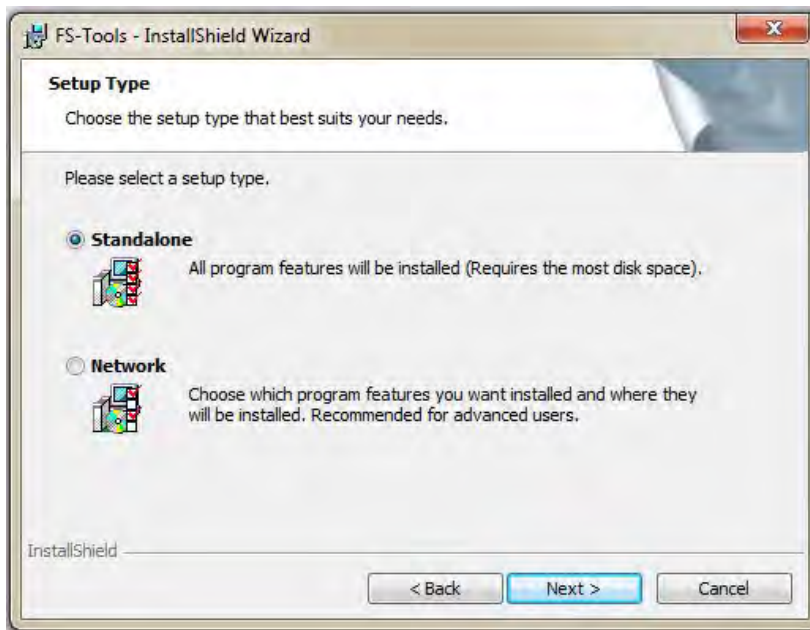 FS-Tools - InstallShield Wizard
Setup Type
Choose the setup type that best suits your needs.
Please select a setup type.
Standalone
All program features will be installed (Requires the most disk space).
Network
Choose which program features you want installed and where they
will be installed. Recommended for advanced users.
InstallShield
< Back
Next >
Cancel